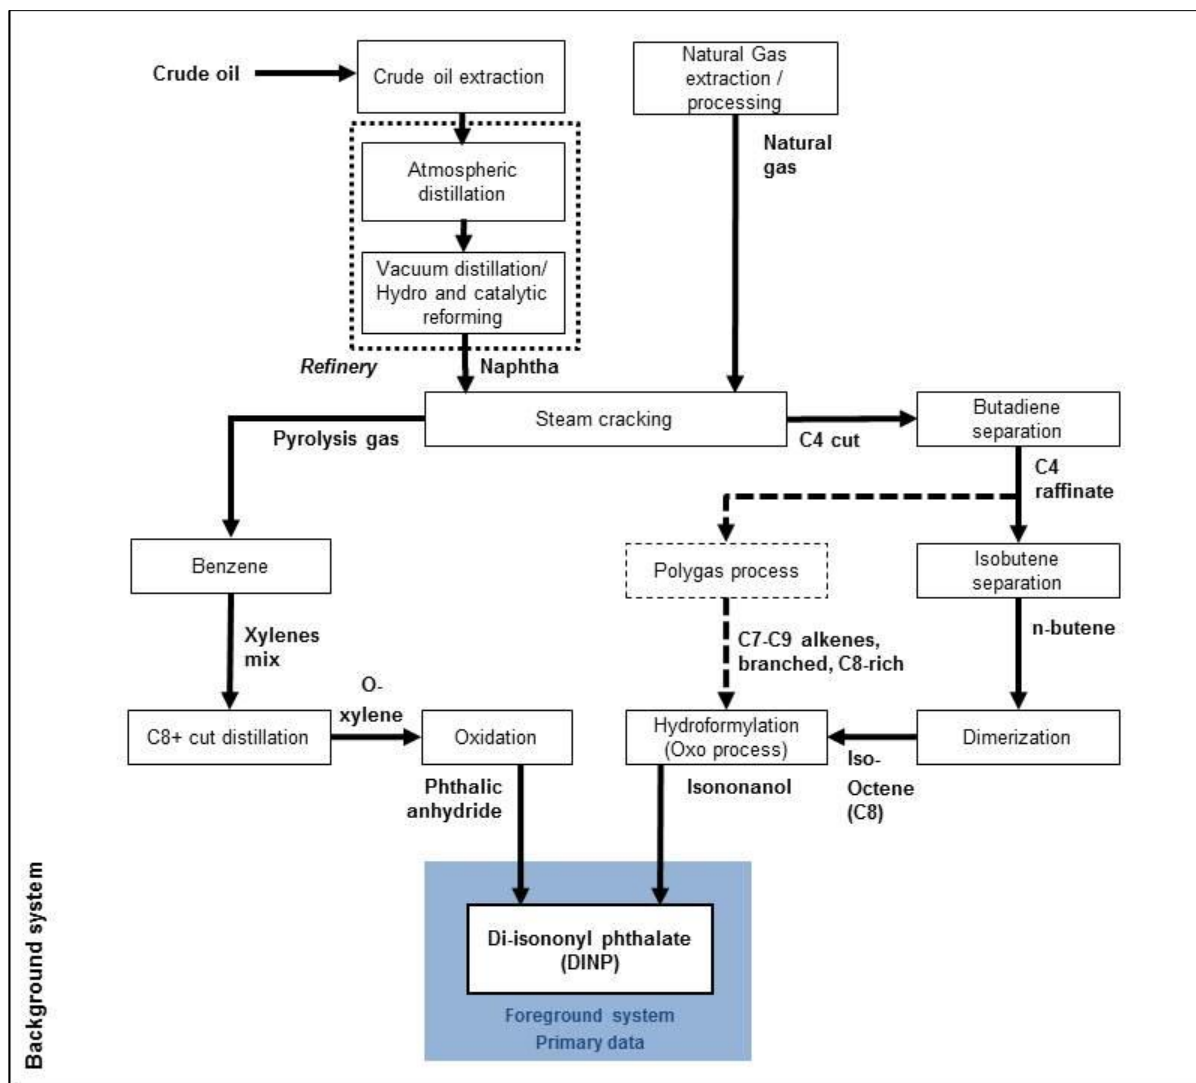 Crude oil
Crude oil extraction
Natural Gas
extraction /
processing
Natural
gas
Atmospheric
distillation
Vacuum distillation/
Hydro and catalytic
reforming
Refinery
Naphtha
Steam cracking
Pyrolysis gas
C4 cut
Butadiene
separation
C4
raffinate
Benzene
Polygas process
Isobutene
separation
Xylenes
mix
C7-C9 alkenes,
branched, C8-rich
n-butene
O-
xylene
C8+ cut distillation
Oxidation
Hydroformylation
(Oxo process)
Dimerization
Phthalic
anhydride
Isononanol
Iso-
Octene
(C8)
Di-isononyl phthalate
(DINP)
Foreground system
Primary data
Background system